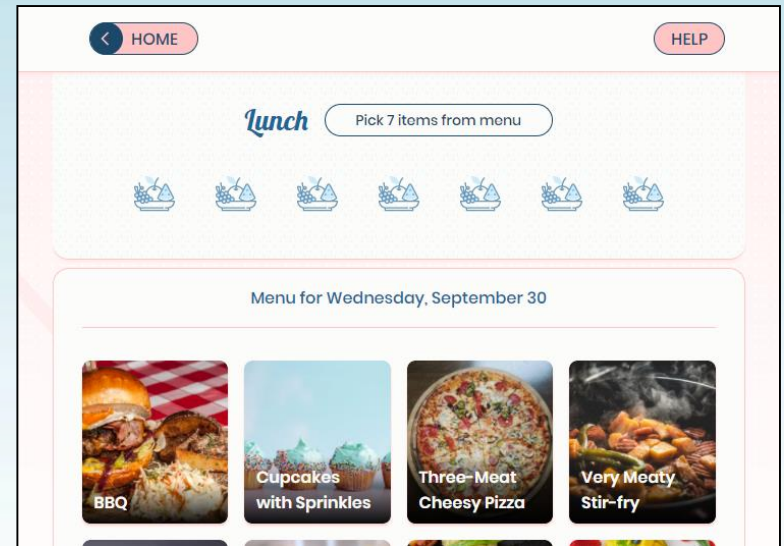 HOME
HELP
Lunch
Pick 7 items from menu
Menu for Wednesday, September 30
BBQ
Cupcakes
with Sprinkles
Three-Meat
Cheesy Pizza
Very Meaty
Stir-fry